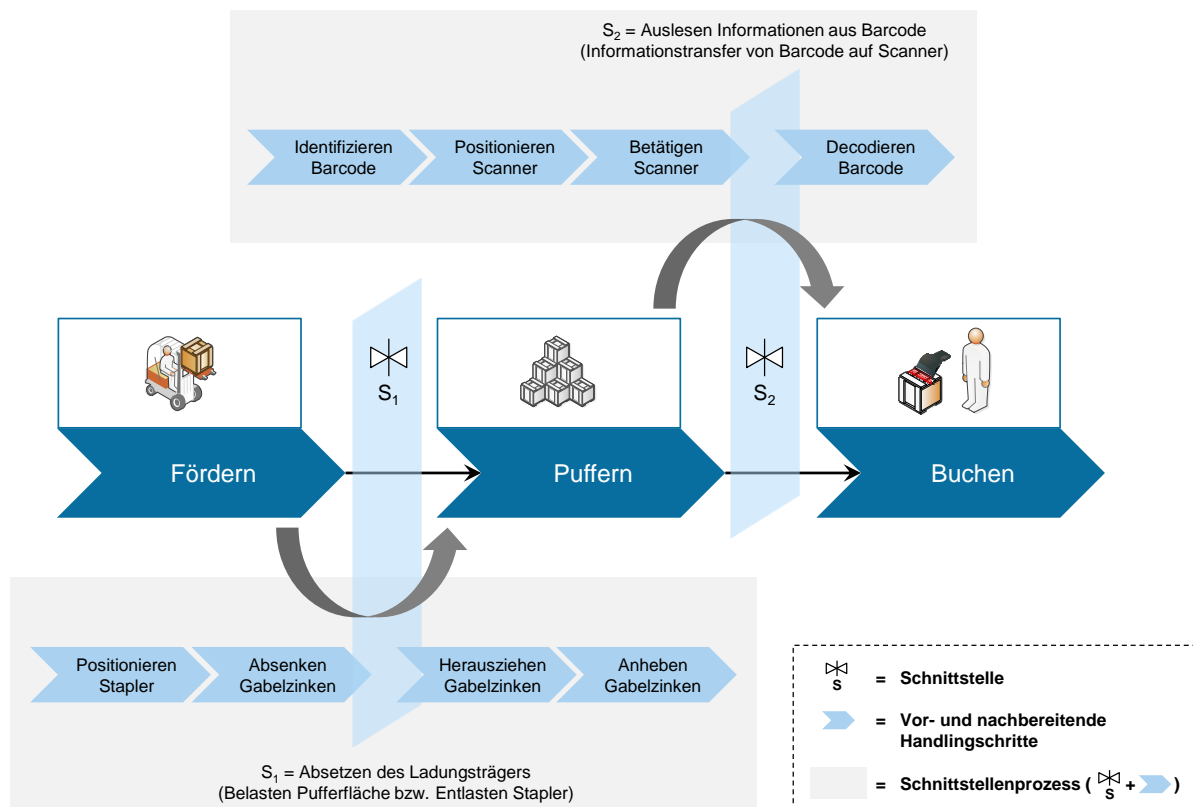 S₂ = Auslesen Informationen aus Barcode
(Informationstransfer von Barcode auf Scanner)
Identifizieren
Barcode
Positionieren
Scanner
Betätigen
Scanner
Decodieren
Barcode
S₁
S₂
Fördern
Puffern
Buchen
Positionieren
Stapler
Absenken
Gabelzinken
Herausziehen
Gabelzinken
Anheben
Gabelzinken
S₁ = Absetzen des Ladungsträgers
(Belasten Pufferfläche bzw. Entlasten Stapler)
S = Schnittstelle
= Vor- und nachbereitende
Handlingschritte
= Schnittstellenprozess ( S + )